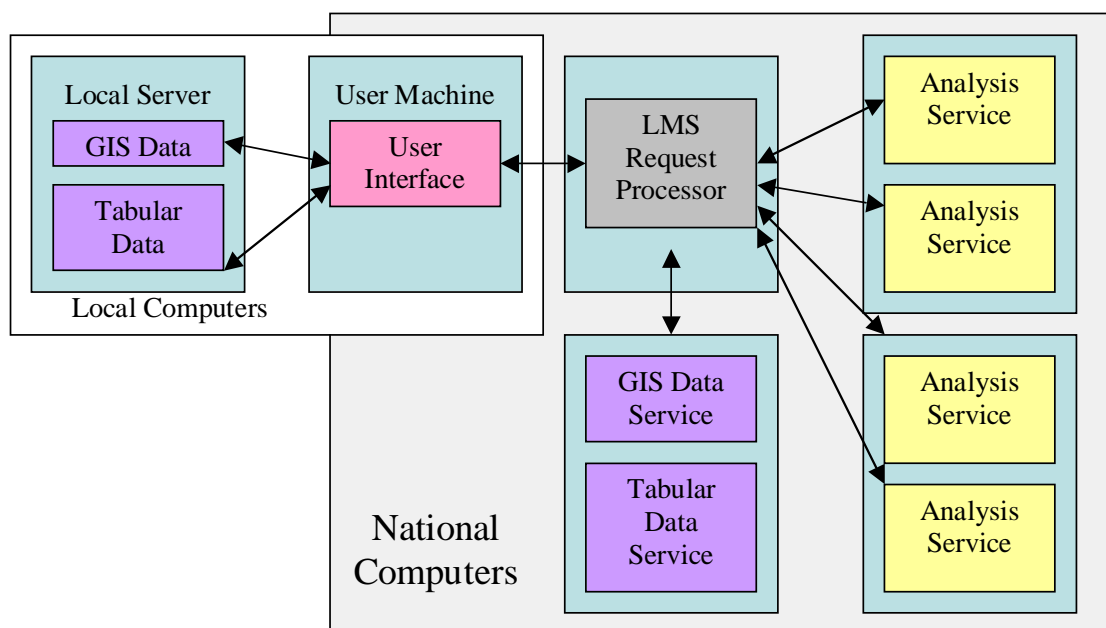 Local Server
GIS Data
Tabular
Data
Local Computers
User Machine
User
Interface
LMS
Request
Processor
GIS Data
Service
Tabular
Data
Service
National
Computers
Analysis
Service
Analysis
Service
Analysis
Service
Analysis
Service